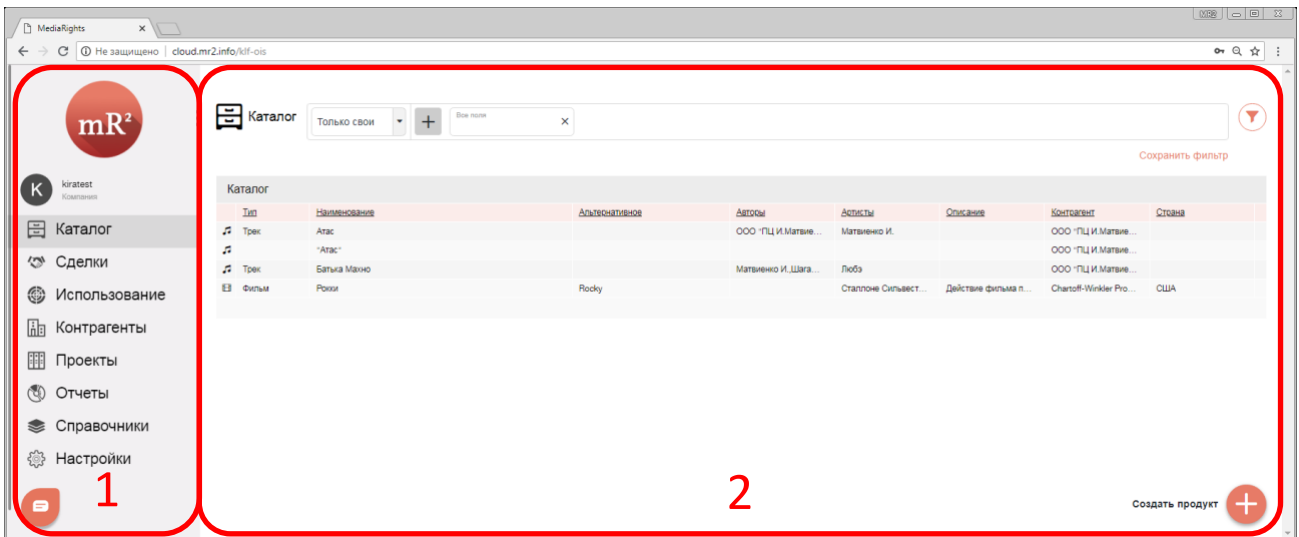 MR2
MediaRights
Не защищено | cloud.mr2.info/klf-ois
mR²
K
kiratest
Компания
Каталог
Сделки
Использование
Контрагенты
Проекты
Отчеты
Справочники
Настройки
1
Каталог
Только свои
Все поля
Сохранить фильтр
Каталог
Тип Наименование Альтернативное Авторы Артисты Описание Контрагент Страна
Трек Атас ООО "ПЦ И.Матвие... Матвиенко И. ООО "ПЦ И.Матвие...
"Атас" ООО "ПЦ И.Матвие...
Трек Батька Махно Матвиенко И.,Шага... Любэ ООО "ПЦ И.Матвие...
Фильм Рокки Rocky Сталлоне Сильвест... Действие фильма п... Chartoff-Winkler Pro... США
2
Создать продукт